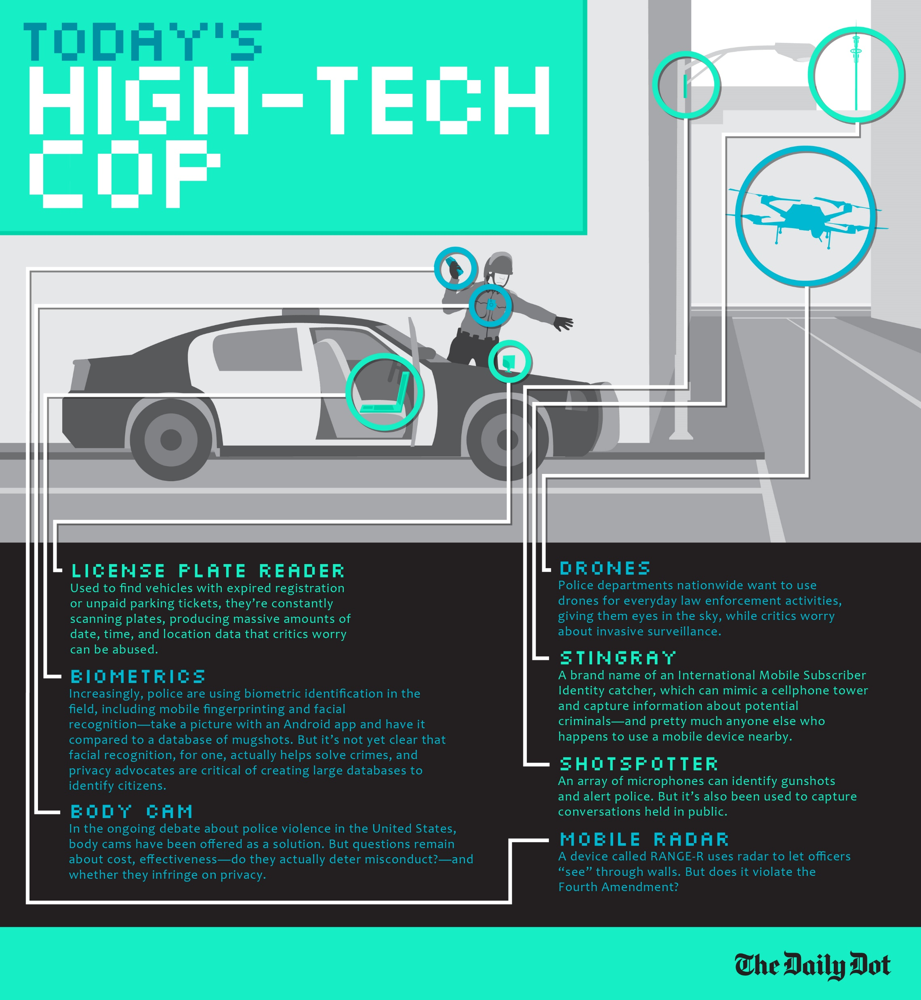 TODAY'S
HIGH-TECH
COP
LICENSE PLATE READER
Used to find vehicles with expired registration
or unpaid parking tickets, they’re constantly
scanning plates, producing massive amounts of
date, time, and location data that critics worry
can be abused.
BIOMETRICS
Increasingly, police are using biometric identification in the
field, including mobile fingerprinting and facial
recognition—take a picture with an Android app and have it
compared to a database of mugshots. But it’s not yet clear that
facial recognition, for one, actually helps solve crimes, and
privacy advocates are critical of creating large databases to
identify citizens.
BODY CAM
In the ongoing debate about police violence in the United States,
body cams have been offered as a solution. But questions remain
about cost, effectiveness—do they actually deter misconduct?—and
whether they infringe on privacy.
DRONES
Police departments nationwide want to use
drones for everyday law enforcement activities,
giving them eyes in the sky, while critics worry
about invasive surveillance.
STINGRAY
A brand name of an International Mobile Subscriber
Identity catcher, which can mimic a cellphone tower
and capture information about potential
criminals—and pretty much anyone else who
happens to use a mobile device nearby.
SHOTSPOTTER
An array of microphones can identify gunshots
and alert police. But it’s also been used to capture
conversations held in public.
MOBILE RADAR
A device called RANGE-R uses radar to let officers
“see” through walls. But does it violate the
Fourth Amendment?
The Daily Dot